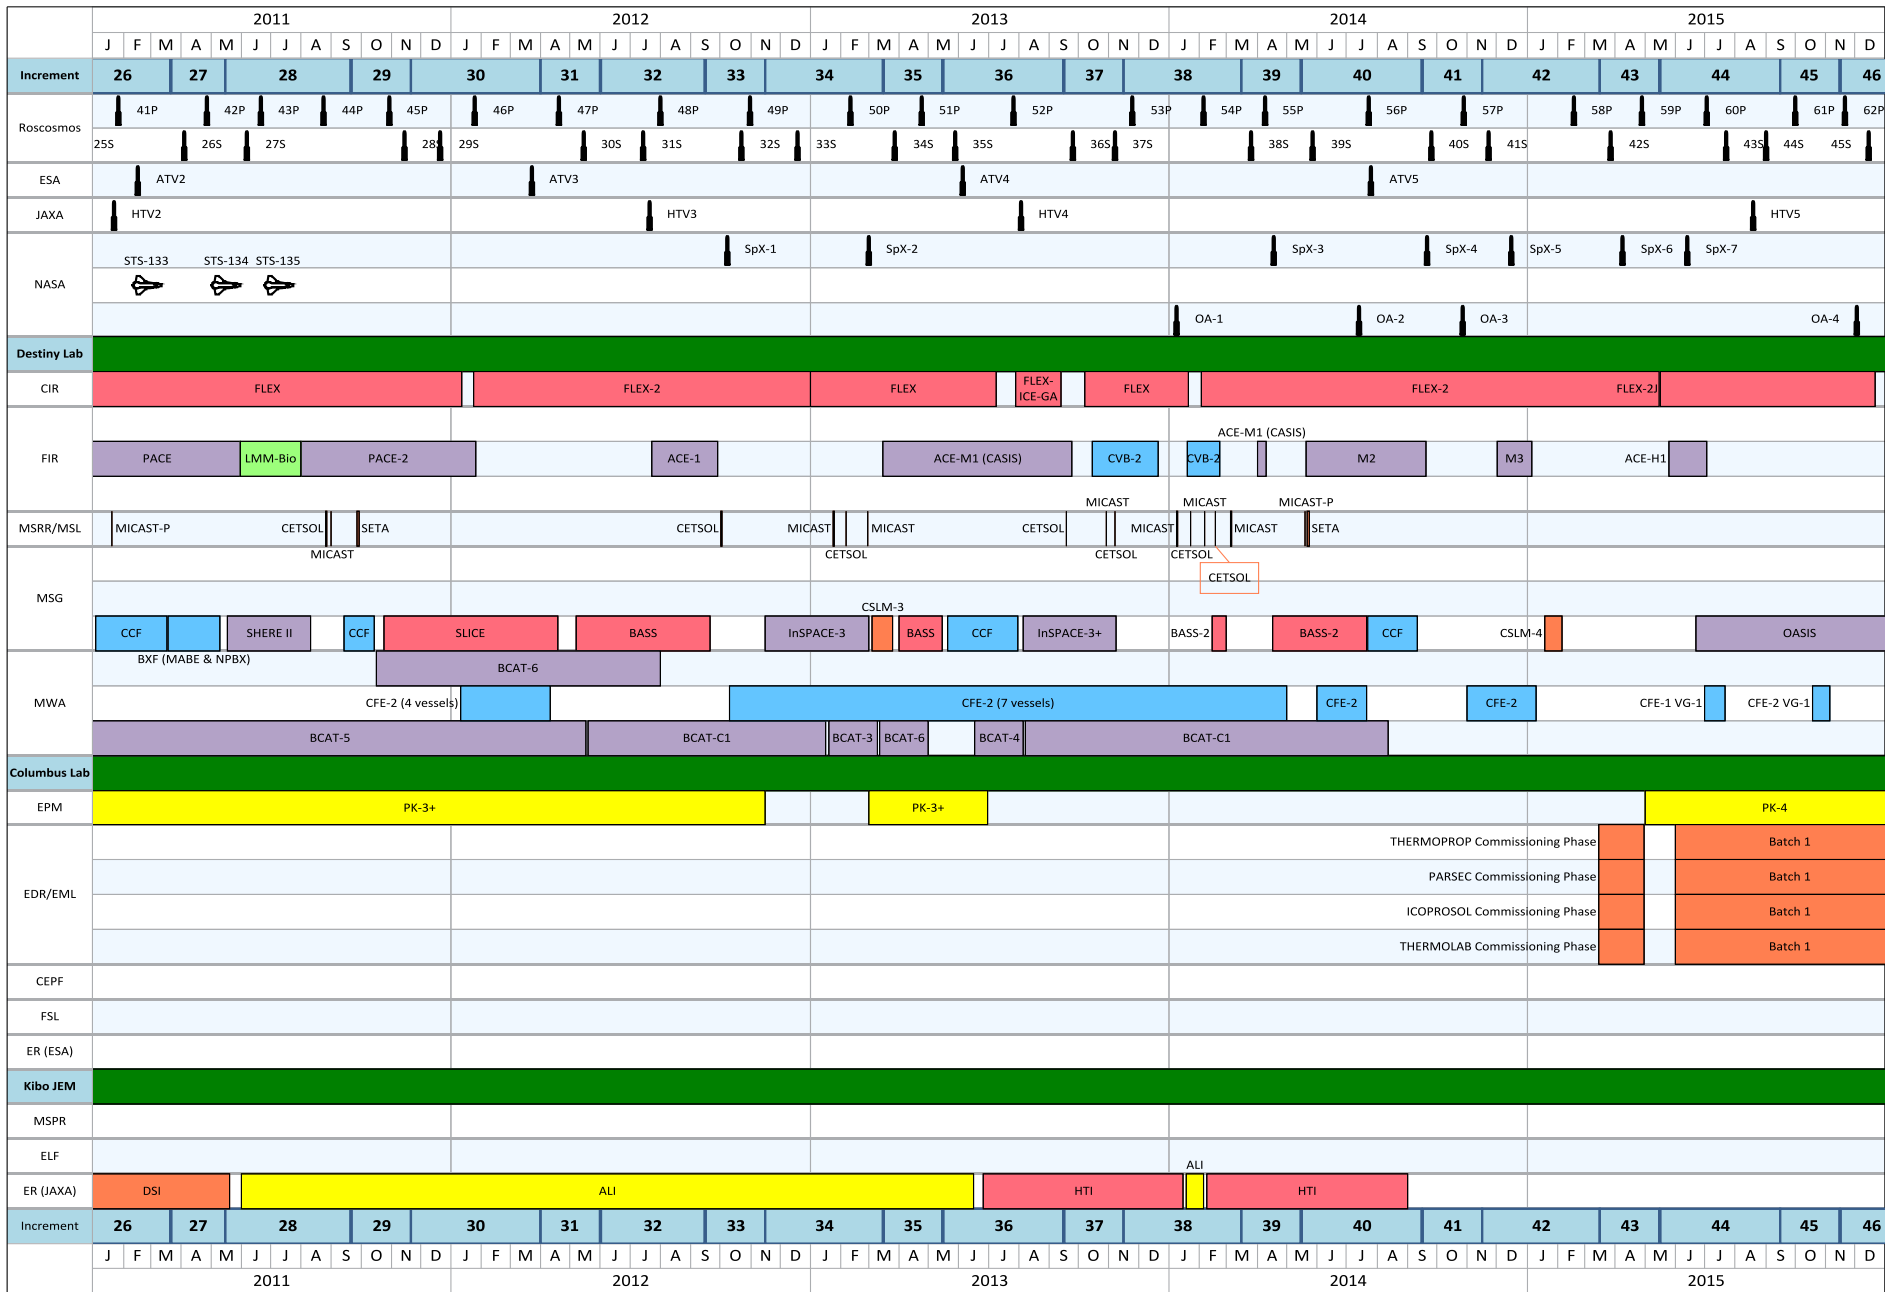 2011 2012 2013 2014 2015
J F M A M J J A S O N D J F M A M J J A S O N D J F M A M J J A S O N D J F M A M J J A S O N D J F M A M J J A S O N D
Increment 26 27 28 29 30 31 32 33 34 35 36 37 38 39 40 41 42 43 44 45 46
Roscosmos
41P 42P 43P 44P 45P 46P 47P 48P 49P 50P 51P 52P 53P 54P 55P 56P 57P 58P 59P 60P 61P 62P
25S 26S 27S 28S 29S 30S 31S 32S 33S 34S 35S 36S 37S 38S 39S 40S 41S 42S 43S 44S 45S
ESA ATV2 ATV3 ATV4 ATV5
JAXA HTV2 HTV3 HTV4 HTV5
NASA
SpX-1 SpX-2 SpX-3 SpX-4 SpX-5 SpX-6 SpX-7
STS-133 STS-134 STS-135
OA-1 OA-2 OA-3 OA-4
Destiny Lab
CIR FLEX FLEX-2 FLEX FLEX-ICE-GA FLEX FLEX-2 FLEX-2J
FIR
ACE-M1 (CASIS)
PACE LMM-Bio PACE-2 ACE-1 ACE-M1 (CASIS) CVB-2 CVB-2 M2 M3 ACE-H1
MICAST MICAST MICAST-P
MSRR/MSL MICAST-P CETSOL SETA CETSOL MICAST MICAST CETSOL MICAST MICAST SETA
MICAST CETSOL CETSOL CETSOL
CETSOL
MSG
CSLM-3
CCF SHERE II CCF SLICE BASS InSPACE-3 BASS CCF InSPACE-3+ BASS-2 BASS-2 CCF CSLM-4 OASIS
BXF (MABE & NPBX)
MWA
BCAT-6
CFE-2 (4 vessels) CFE-2 (7 vessels) CFE-2 CFE-2 CFE-1 VG-1 CFE-2 VG-1
BCAT-5 BCAT-C1 BCAT-3 BCAT-6 BCAT-4 BCAT-C1
Columbus Lab
EPM PK-3+ PK-3+ PK-4
EDR/EML
THERMOPROP Commissioning Phase Batch 1
PARSEC Commissioning Phase Batch 1
ICOPROSOL Commissioning Phase Batch 1
THERMOLAB Commissioning Phase Batch 1
CEPF
FSL
ER (ESA)
Kibo JEM
MSPR
ELF
ALI
ER (JAXA) DSI ALI HTI HTI
Increment 26 27 28 29 30 31 32 33 34 35 36 37 38 39 40 41 42 43 44 45 46
J F M A M J J A S O N D J F M A M J J A S O N D J F M A M J J A S O N D J F M A M J J A S O N D J F M A M J J A S O N D
2011 2012 2013 2014 2015